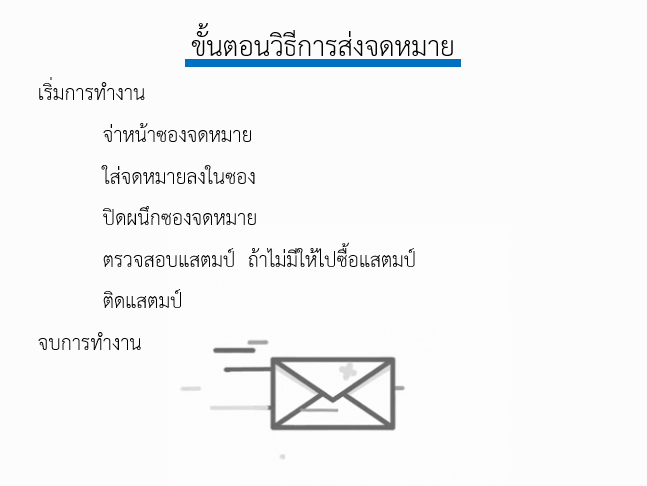 ขั้นตอนวิธีการส่งจดหมาย
เริ่มการทำงาน
จ่าหน้าซองจดหมาย
ใส่จดหมายลงในซอง
ปิดผนึกซองจดหมาย
ตรวจสอบแสตมป์ ถ้าไม่มีให้ไปซื้อแสตมป์
ติดแสตมป์
จบการทำงาน